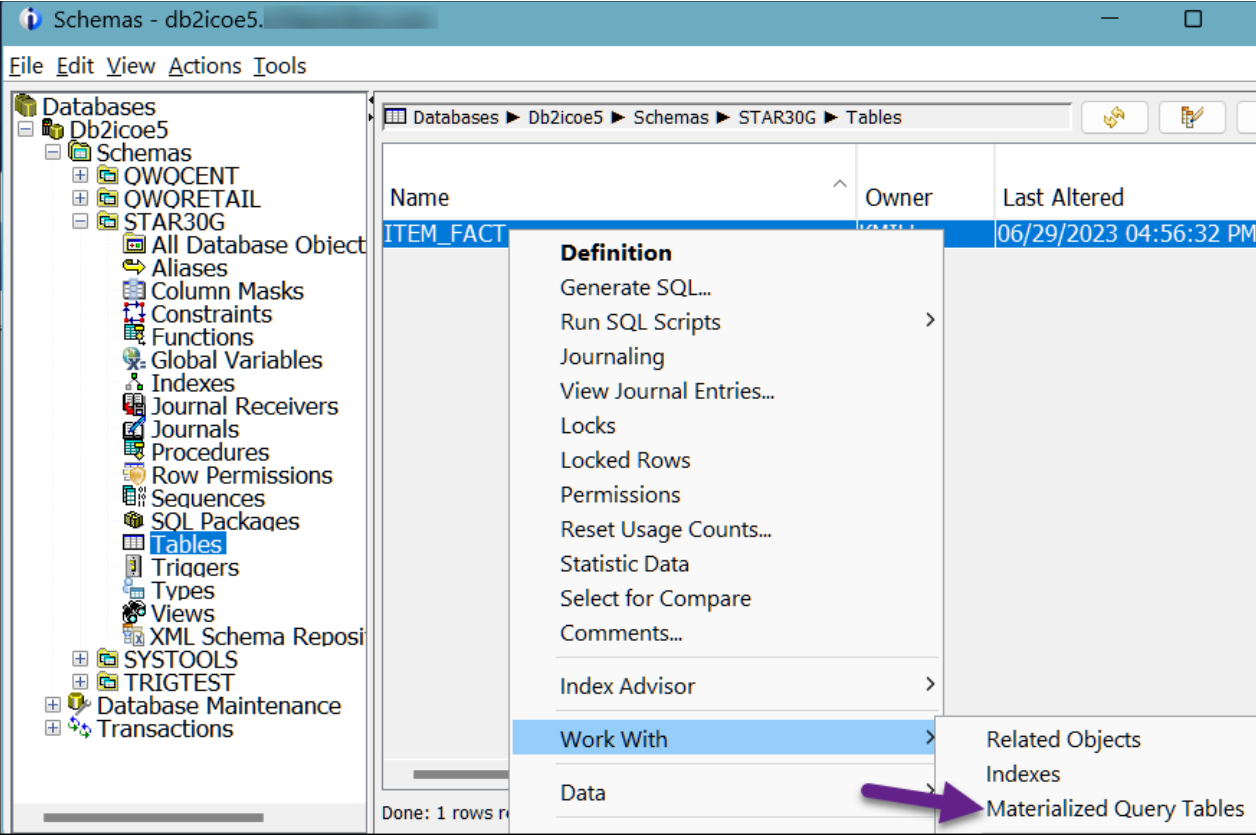 Schemas - db2icoe5.
File Edit View Actions Tools
Databases
Db2icoe5
Schemas
QWQCENT
QWQRETAIL
STAR30G
All Database Object
Aliases
Column Masks
Constraints
Functions
Global Variables
Indexes
Journal Receivers
Journals
Procedures
Row Permissions
Sequences
SQL Packages
Tables
Triggers
Types
Views
XML Schema Reposi
SYSTOOLS
TRIGTEST
Database Maintenance
Transactions
Databases ▶ Db2icoe5 ▶ Schemas ▶ STAR30G ▶ Tables
Name Owner Last Altered
ITEM_FACT 06/29/2023 04:56:32 PM
Definition
Generate SQL...
Run SQL Scripts
Journaling
View Journal Entries...
Locks
Locked Rows
Permissions
Reset Usage Counts...
Statistic Data
Select for Compare
Comments...
Index Advisor
Work With
Data
Related Objects
Indexes
Materialized Query Tables
Done: 1 rows r